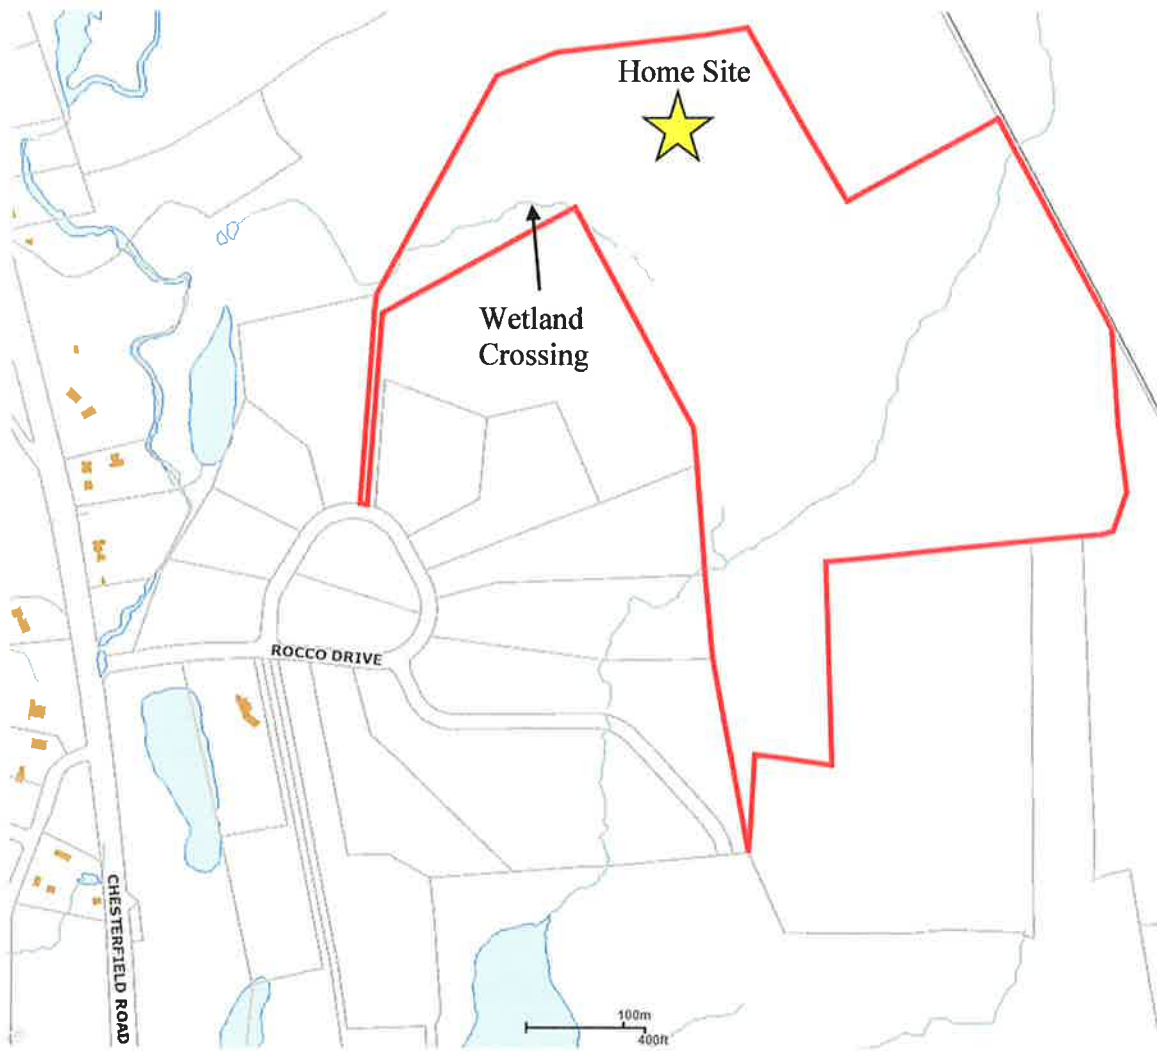 Home Site
Wetland
Crossing
ROCCO DRIVE
CHESTERFIELD ROAD
100m
400ft